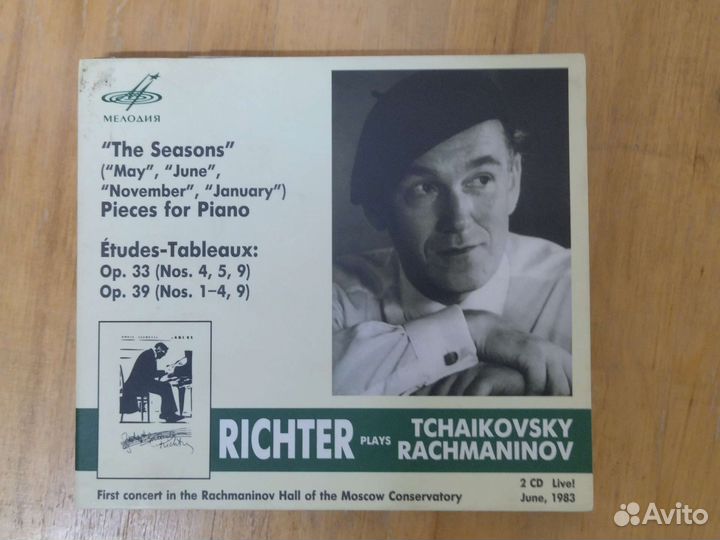 МЕЛОДИЯ
"The Seasons"
("May", "June",
"November", "January")
Pieces for Piano
Études-Tableaux:
Op. 33 (Nos. 4, 5, 9)
Op. 39 (Nos. 1–4, 9)
Richter
RICHTER PLAYS TCHAIKOVSKY
RACHMANINOV
First concert in the Rachmaninov Hall of the Moscow Conservatory
2 CD Live!
June, 1983
Avito